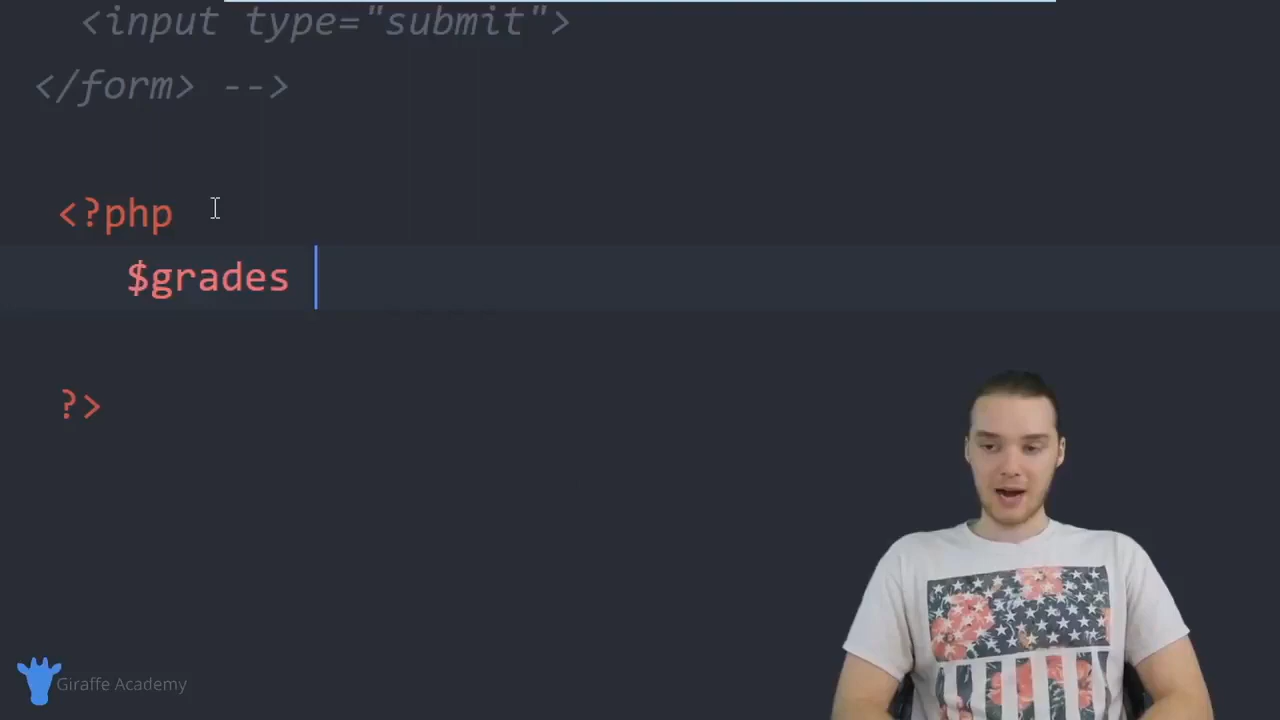 <input type="submit">
</form> -->
<?php
$grades
?>
Giraffe Academy